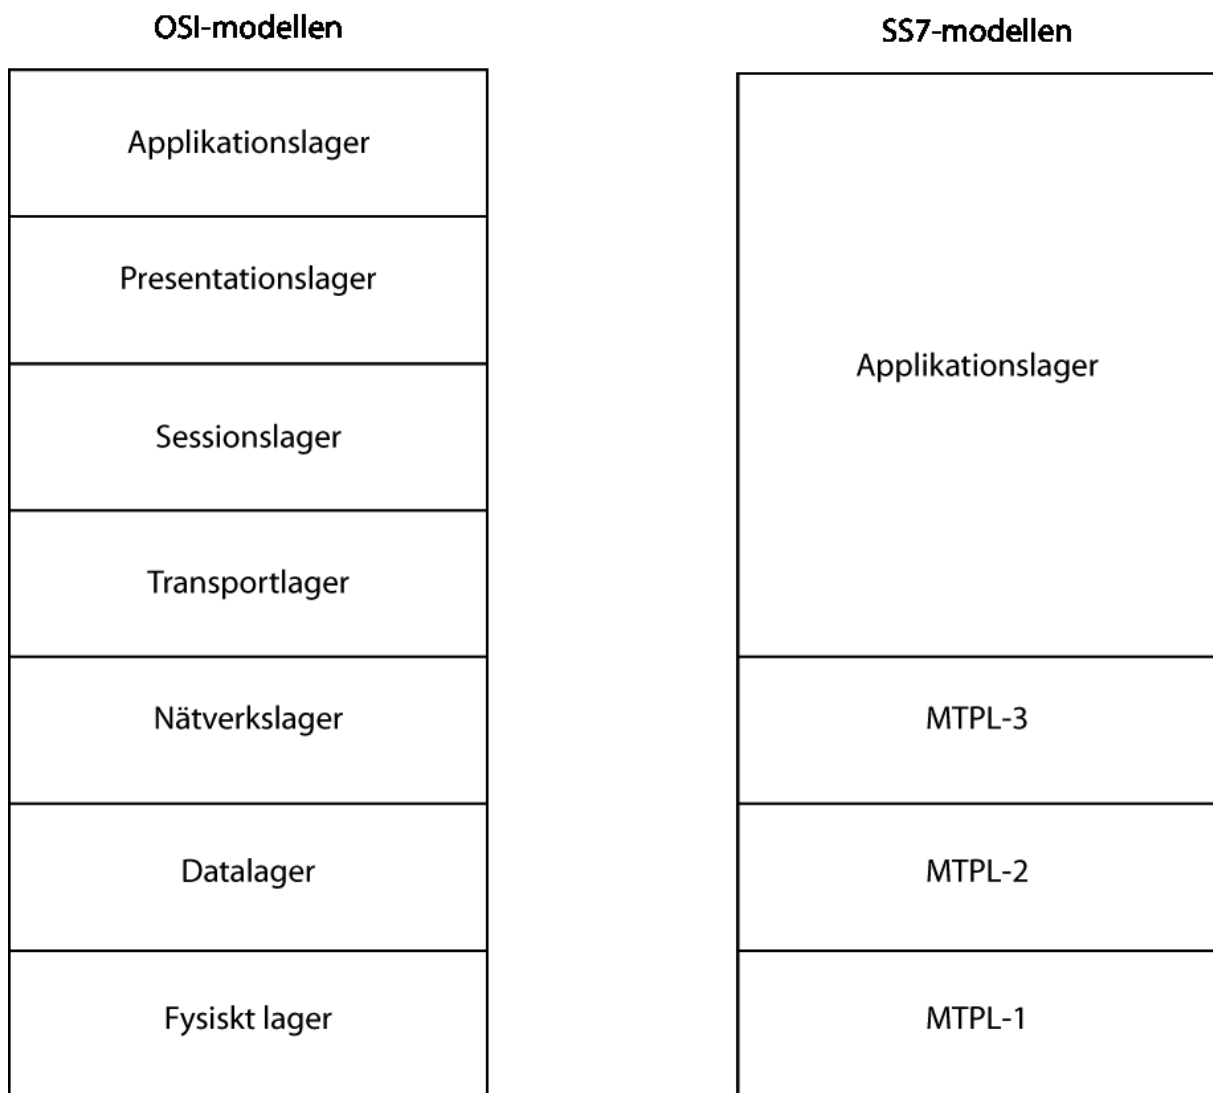 OSI-modellen
Applikationslager
Presentationslager
Sessionslager
Transportlager
Nätverkslager
Datalager
Fysiskt lager
SS7-modellen
Applikationslager
MTPL-3
MTPL-2
MTPL-1